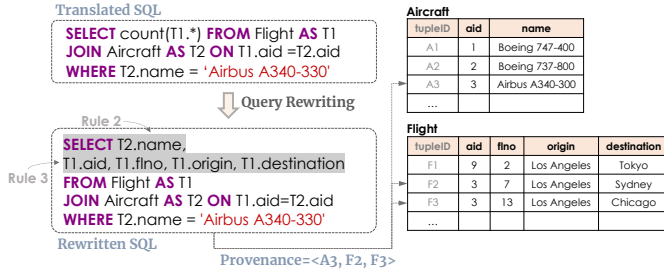 Translated SQL
SELECT count(T1.*) FROM Flight AS T1
JOIN Aircraft AS T2 ON T1.aid =T2.aid
WHERE T2.name = 'Airbus A340-330'
Query Rewriting
Rule 2
SELECT T2.name,
T1.aid, T1.flno, T1.origin, T1.destination
Rule 3
FROM Flight AS T1
JOIN Aircraft AS T2 ON T1.aid=T2.aid
WHERE T2.name = 'Airbus A340-330'
Rewritten SQL
Provenance=<A3, F2, F3>
Aircraft
tupleID aid name
A1 1 Boeing 747-400
A2 2 Boeing 737-800
A3 3 Airbus A340-300
...
Flight
tupleID aid flno origin destination
F1 9 2 Los Angeles Tokyo
F2 3 7 Los Angeles Sydney
F3 3 13 Los Angeles Chicago
...